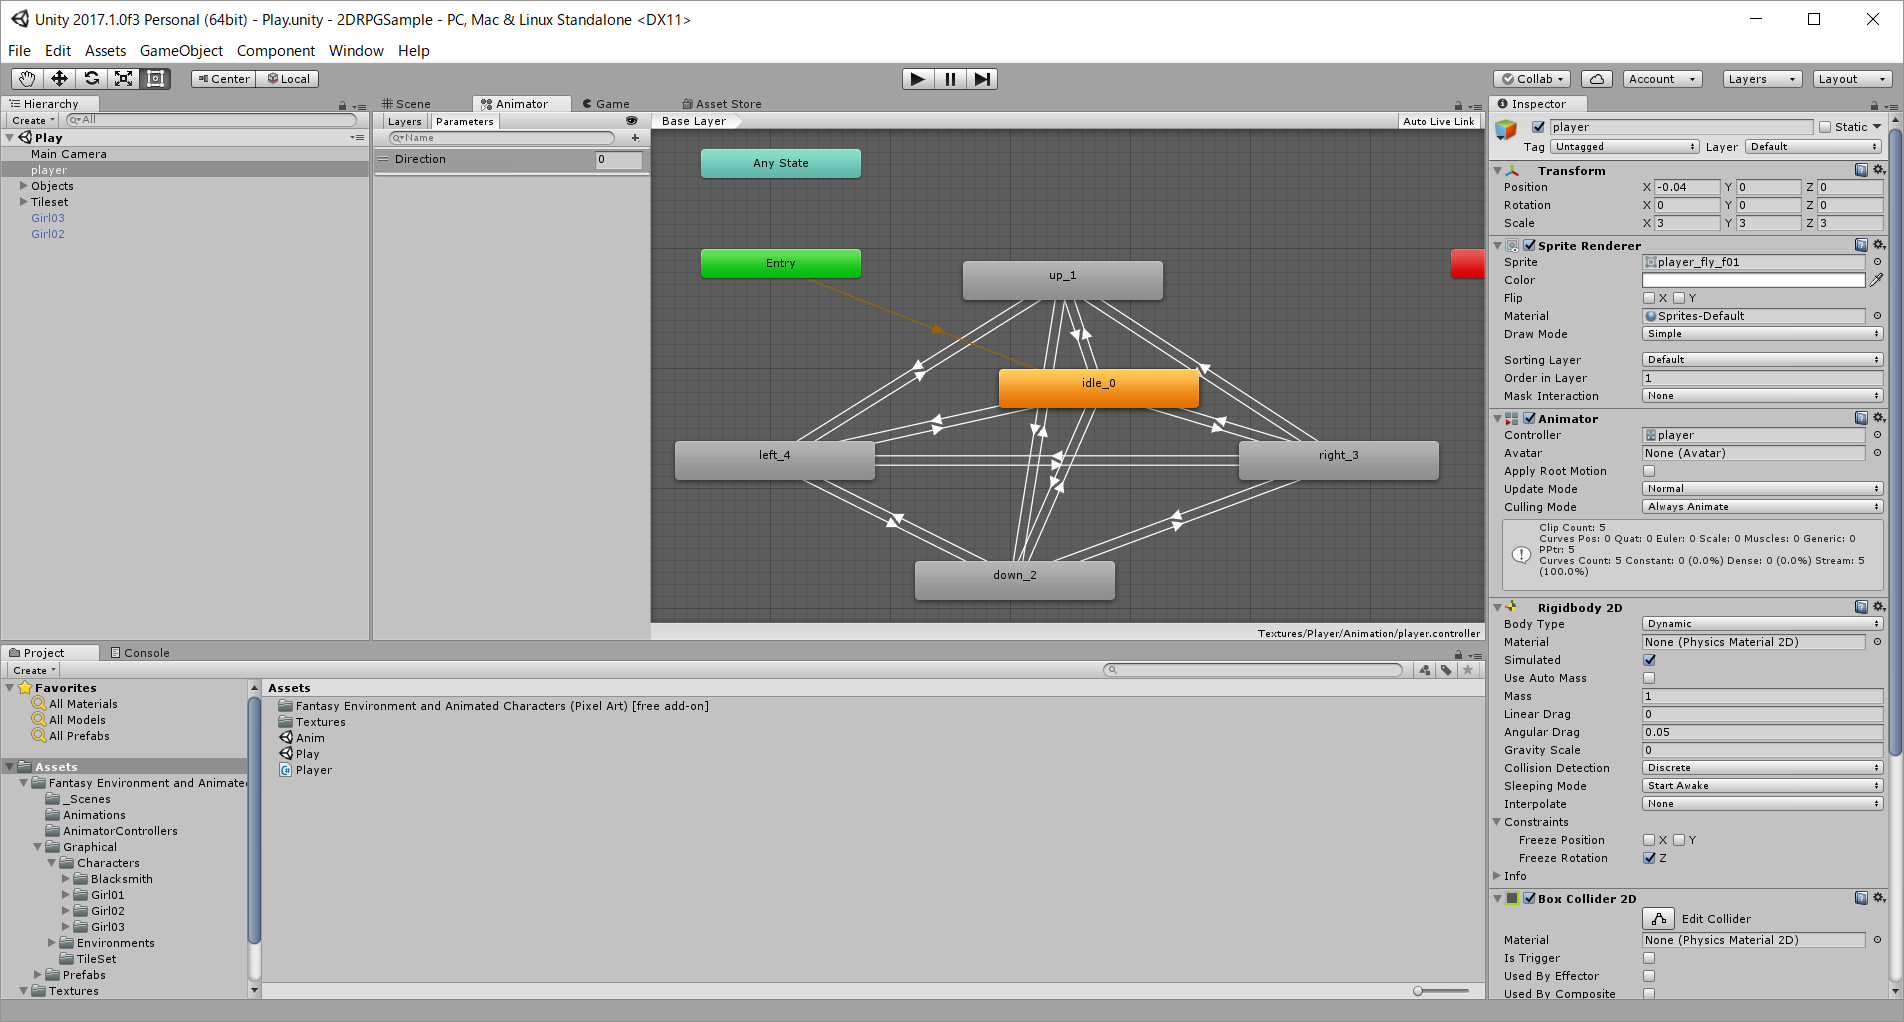 Unity 2017.1.0f3 Personal (64bit) - Play.unity - 2DRPGSample - PC, Mac & Linux Standalone <DX11>
File Edit Assets GameObject Component Window Help
Center Local Collab Account Layers Layout
Hierarchy
Create All
Play
Main Camera
player
Objects
Tileset
Girl03
Girl02
Scene Animator Game Asset Store
Layers Parameters
Name
Direction 0
Base Layer Auto Live Link
Any State
Entry
up_1
idle_0
left_4
right_3
down_2
Textures/Player/Animation/player.controller
Inspector
player Static
Tag Untagged Layer Default
Transform
Position X -0.04 Y 0 Z 0
Rotation X 0 Y 0 Z 0
Scale X 3 Y 3 Z 3
Sprite Renderer
Sprite player_fly_f01
Color
Flip X Y
Material Sprites-Default
Draw Mode Simple
Sorting Layer Default
Order in Layer 1
Mask Interaction None
Animator
Controller player
Avatar None (Avatar)
Apply Root Motion
Update Mode Normal
Culling Mode Always Animate
Clip Count: 5
Curves Pos: 0 Quat: 0 Euler: 0 Scale: 0 Muscles: 0 Generic: 0
PPtr: 5
Curves Count: 5 Constant: 0 (0.0%) Dense: 0 (0.0%) Stream: 5
(100.0%)
Rigidbody 2D
Body Type Dynamic
Material None (Physics Material 2D)
Simulated
Use Auto Mass
Mass 1
Linear Drag 0
Angular Drag 0.05
Gravity Scale 0
Collision Detection Discrete
Sleeping Mode Start Awake
Interpolate None
Constraints
Freeze Position X Y
Freeze Rotation Z
Info
Box Collider 2D
Edit Collider
Material None (Physics Material 2D)
Is Trigger
Used By Effector
Used By Composite
Project Console
Create
Favorites
All Materials
All Models
All Prefabs
Assets
Fantasy Environment and Animate
_Scenes
Animations
AnimatorControllers
Graphical
Characters
Blacksmith
Girl01
Girl02
Girl03
Environments
TileSet
Prefabs
Textures
Assets
Fantasy Environment and Animated Characters (Pixel Art) [free add-on]
Textures
Anim
Play
Player